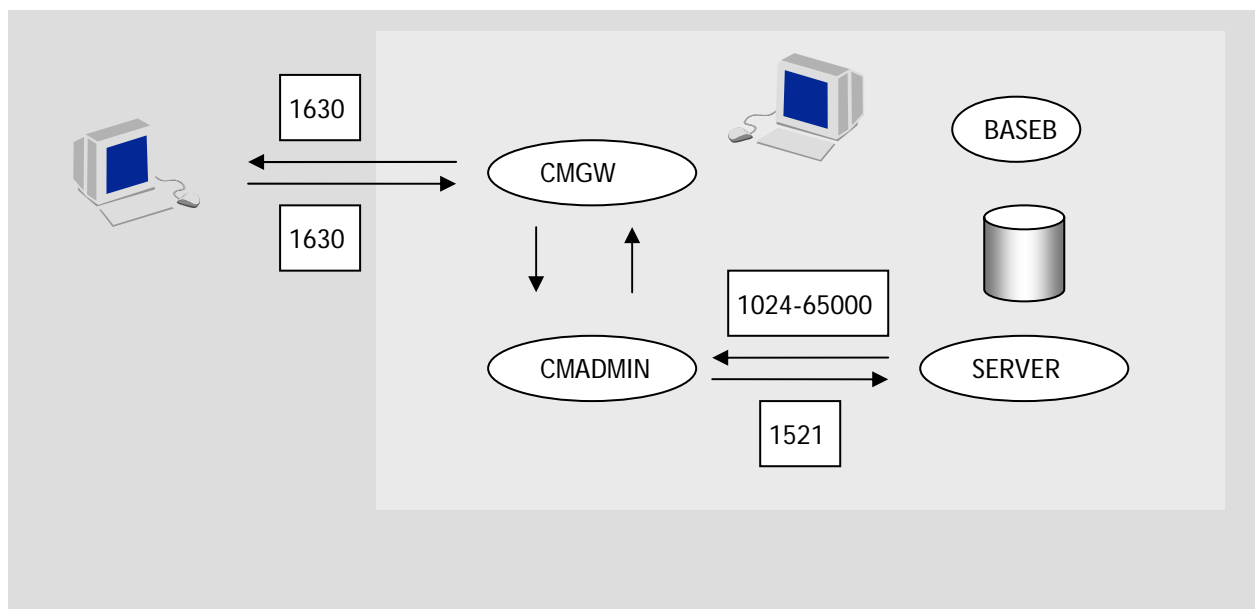 1630
BASEB
CMGW
1630
1024-65000
CMADMIN
SERVER
1521